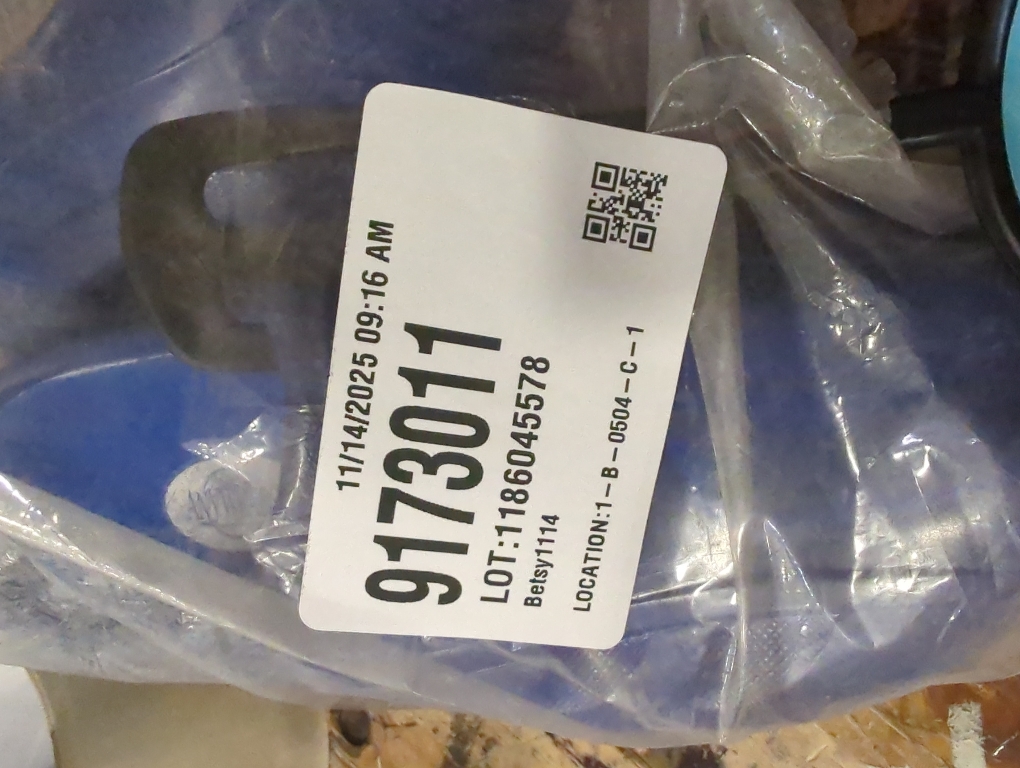 11/14/2025 09:16 AM
9173011
LOT:1186045578
Betsy1114
LOCATION:1-B-0504-C-1